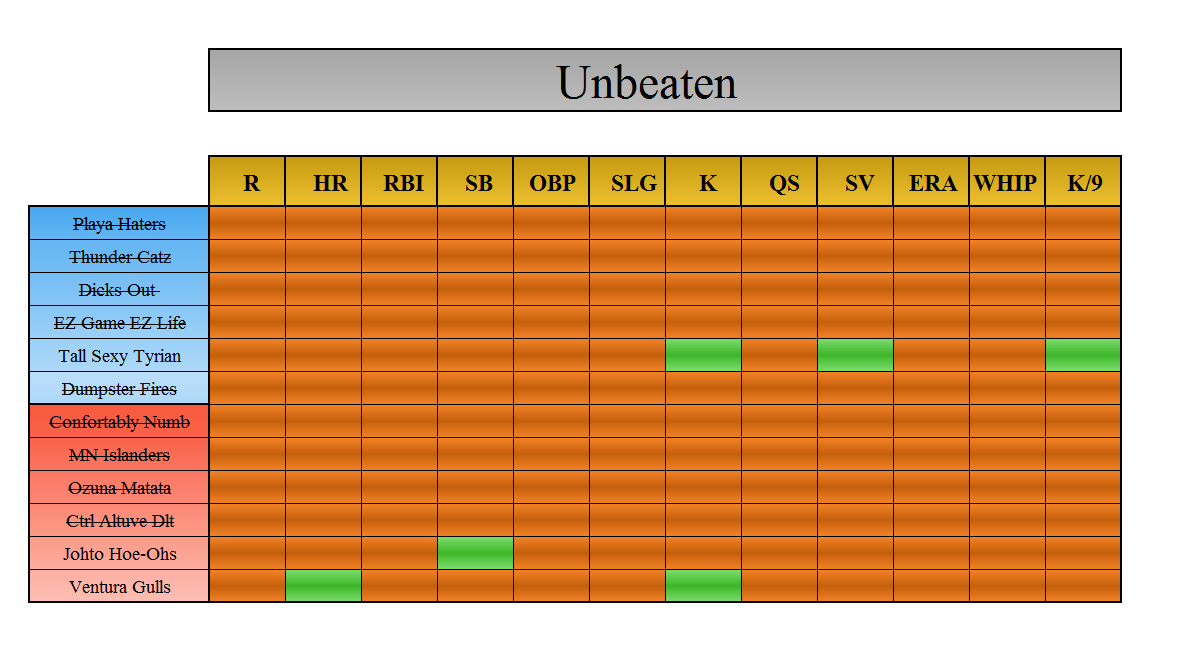 Unbeaten
R HR RBI SB OBP SLG K QS SV ERA WHIP K/9
Playa Haters
Thunder Catz
Dicks Out
EZ Game EZ Life
Tall Sexy Tyrian
Dumpster Fires
Confortably Numb
MN Islanders
Ozuna Matata
Ctrl Altuve Dlt
Johto Hoe-Ohs
Ventura Gulls